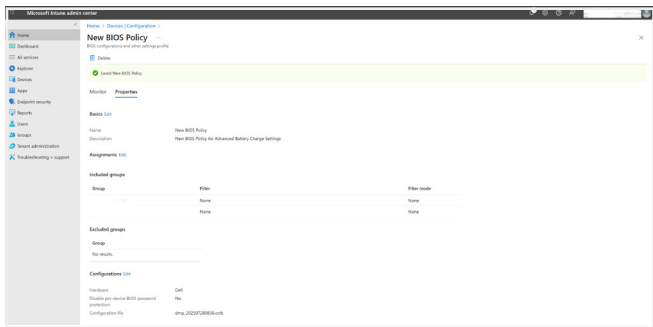 Microsoft Intune admin center
Home > Devices | Configuration >
New BIOS Policy ...
BIOS configurations and other settings profile
Home
Dashboard
All services
Explorer
Devices
Apps
Endpoint security
Reports
Users
Groups
Tenant administration
Troubleshooting + support
Delete
Saved New BIOS Policy
Monitor Properties
Basics Edit
Name New BIOS Policy
Description New BIOS Policy for Advanced Battery Charge Settings
Assignments Edit
Included groups
Group Filter Filter mode
None None
None None
Excluded groups
Group
No results.
Configurations Edit
Hardware Dell
Disable per-device BIOS password No
protection
Configuration file